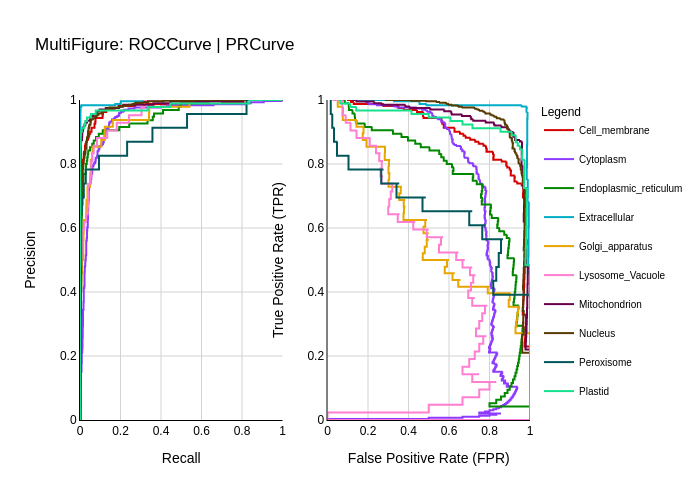 MultiFigure: ROCCurve | PRCurve
1
0.8
0.6
0.4
0.2
0
Precision
0 0.2 0.4 0.6 0.8 1
Recall
1
0.8
0.6
0.4
0.2
0
True Positive Rate (TPR)
0 0.2 0.4 0.6 0.8 1
False Positive Rate (FPR)
Legend
Cell_membrane
Cytoplasm
Endoplasmic_reticulum
Extracellular
Golgi_apparatus
Lysosome_Vacuole
Mitochondrion
Nucleus
Peroxisome
Plastid